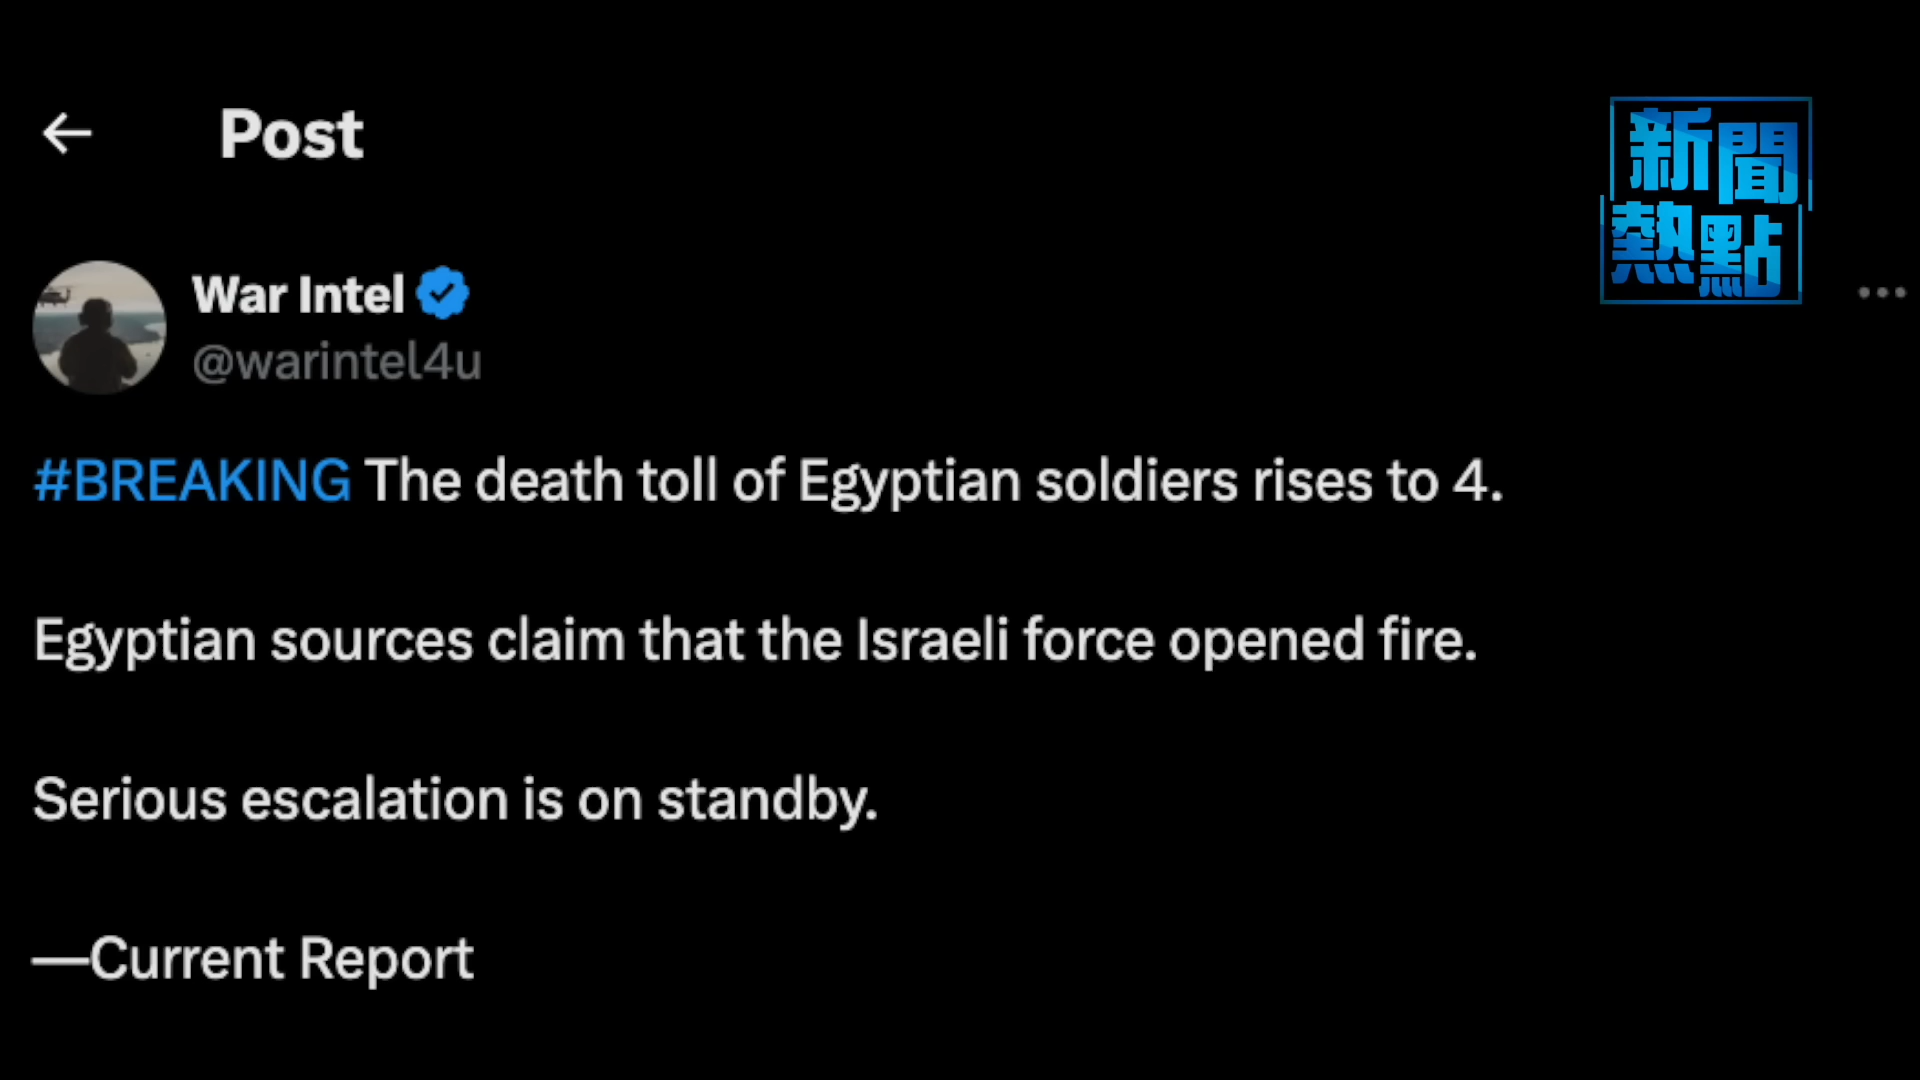 Post
新聞
熱點
War Intel
@warintel4u
#BREAKING The death toll of Egyptian soldiers rises to 4.
Egyptian sources claim that the Israeli force opened fire.
Serious escalation is on standby.
—Current Report